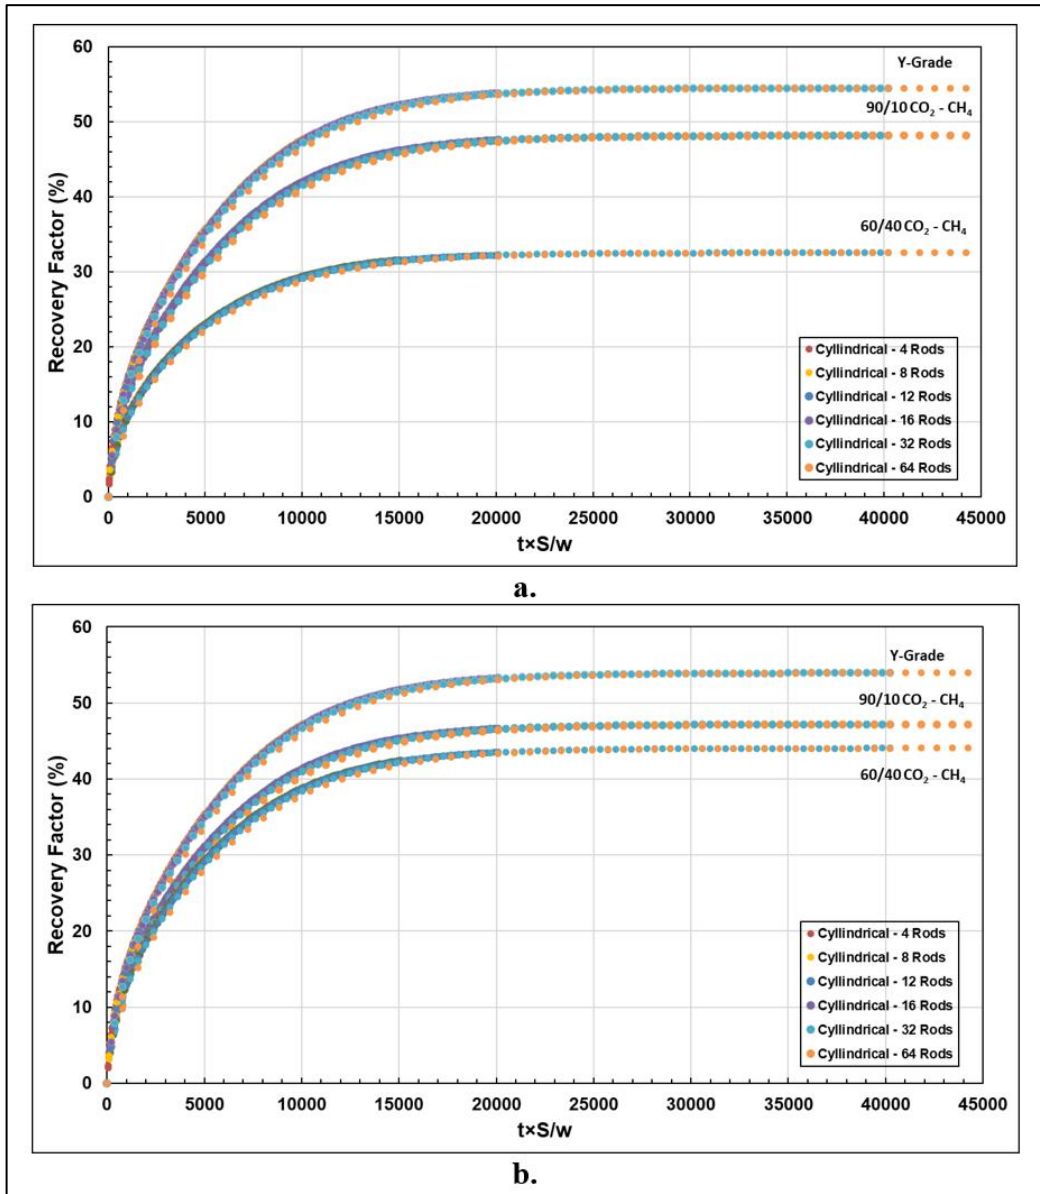 60
50
40
30
20
10
0
Recovery Factor (%)
Y-Grade
90/10 CO₂ - CH₄
60/40 CO₂ - CH₄
Cyllindrical - 4 Rods
Cyllindrical - 8 Rods
Cyllindrical - 12 Rods
Cyllindrical - 16 Rods
Cyllindrical - 32 Rods
Cyllindrical - 64 Rods
0 5000 10000 15000 20000 25000 30000 35000 40000 45000
t×S/w
a.
60
50
40
30
20
10
0
Recovery Factor (%)
Y-Grade
90/10 CO₂ - CH₄
60/40 CO₂ - CH₄
Cyllindrical - 4 Rods
Cyllindrical - 8 Rods
Cyllindrical - 12 Rods
Cyllindrical - 16 Rods
Cyllindrical - 32 Rods
Cyllindrical - 64 Rods
0 5000 10000 15000 20000 25000 30000 35000 40000 45000
t×S/w
b.